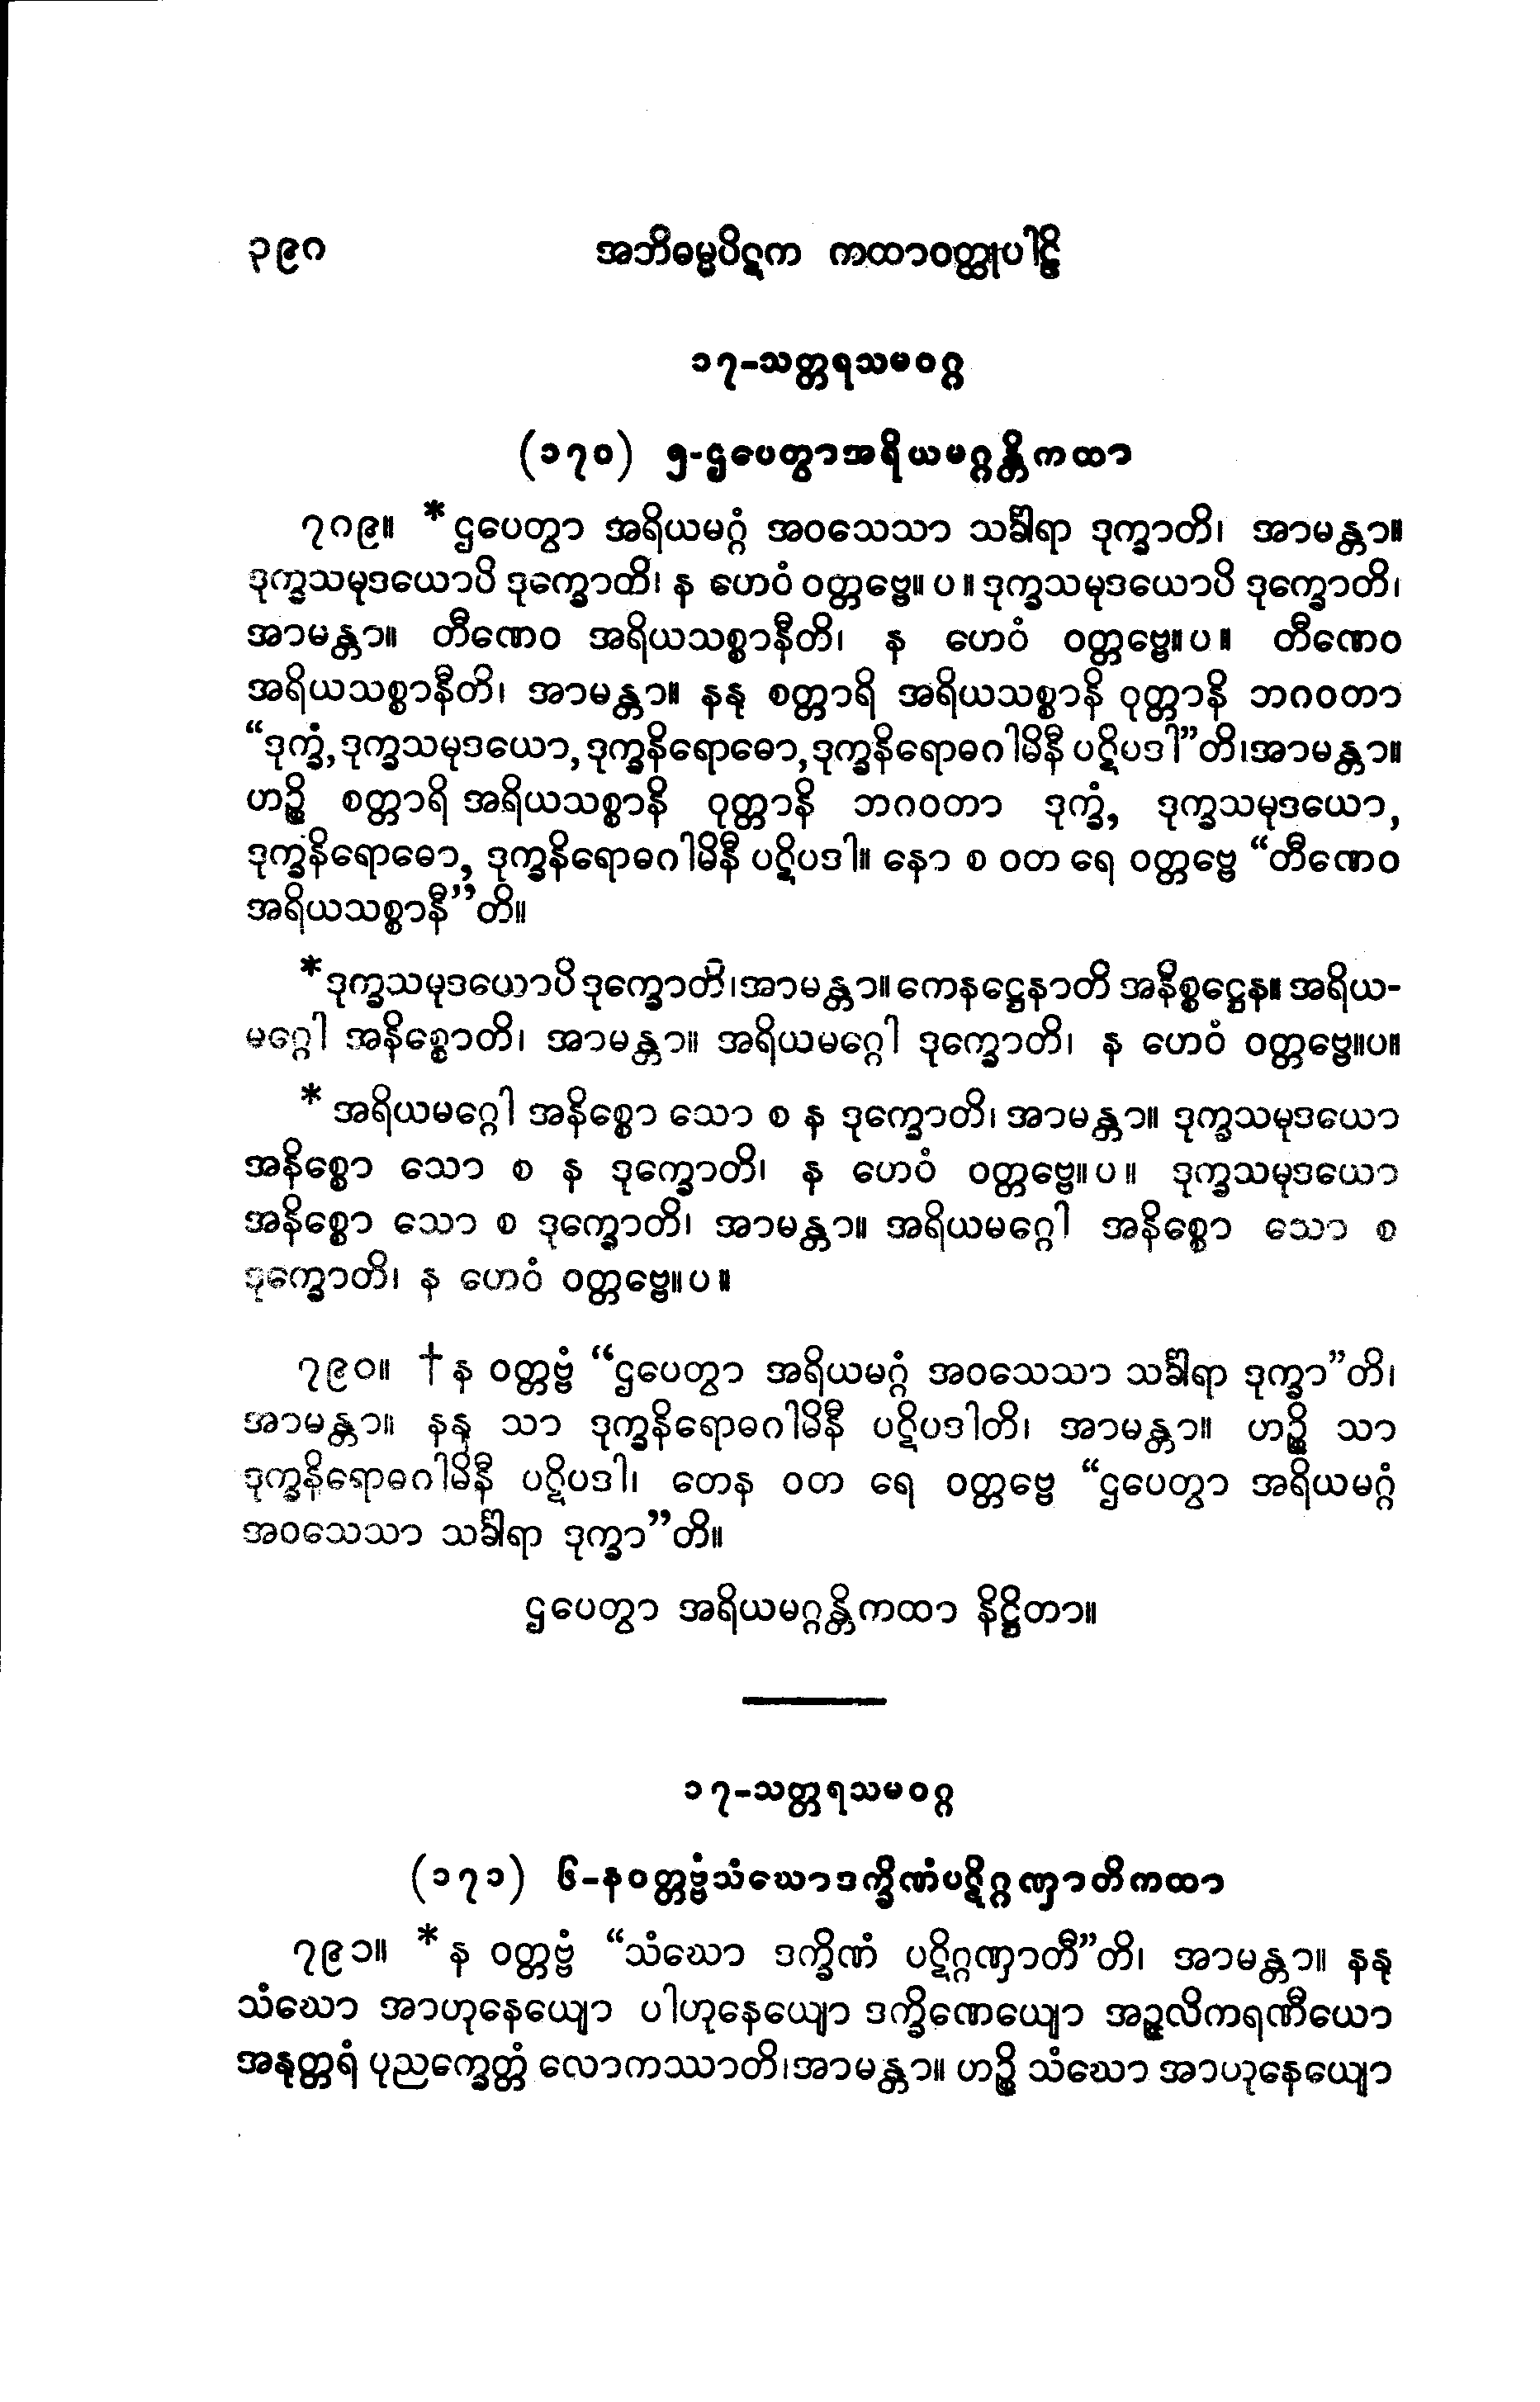 ၃၉၈ အဘိဓမ္မပိဋက ကထာဝတ္ထုပါဠိ
၁၇-သတ္တရသမဝဂ္ဂ
(၁၇၀) ၅-ဌပေတွာအရိယမဂ္ဂန္တိကထာ
၇၈၉။ *ဌပေတွာ အရိယမဂ္ဂံ အဝသေသာ သင်္ခါရာ ဒုက္ခာတိ၊ အာမန္တာ။
ဒုက္ခသမုဒယောပိ ဒုက္ခောတိ၊ န ဟေဝံ ဝတ္တဗ္ဗေ။ ပ ။ ဒုက္ခသမုဒယောပိ ဒုက္ခောတိ၊
အာမန္တာ။ တီဏေဝ အရိယသစ္စာနီတိ၊ န ဟေဝံ ဝတ္တဗ္ဗေ။ ပ ။ တီဏေဝ
အရိယသစ္စာနီတိ၊ အာမန္တာ။ နနု စတ္တာရိ အရိယသစ္စာနိ ဝုတ္တာနိ ဘဂဝတာ
“ဒုက္ခံ, ဒုက္ခသမုဒယော, ဒုက္ခနိရောဓော, ဒုက္ခနိရောဓဂါမိနီ ပဋိပဒါ”တိ၊ အာမန္တာ။
ဟဉ္စိ စတ္တာရိ အရိယသစ္စာနိ ဝုတ္တာနိ ဘဂဝတာ ဒုက္ခံ, ဒုက္ခသမုဒယော,
ဒုက္ခနိရောဓော, ဒုက္ခနိရောဓဂါမိနီ ပဋိပဒါ။ နော စ ဝတ ရေ ဝတ္တဗ္ဗေ “တီဏေဝ
အရိယသစ္စာနီ”တိ။
*ဒုက္ခသမုဒယောပိ ဒုက္ခောတိ၊ အာမန္တာ။ ကေနဋ္ဌေနာတိ အနိစ္စဋ္ဌေန။ အရိယ-
မဂ္ဂေါ အနိစ္စောတိ၊ အာမန္တာ။ အရိယမဂ္ဂေါ ဒုက္ခောတိ၊ န ဟေဝံ ဝတ္တဗ္ဗေ။ပ။
* အရိယမဂ္ဂေါ အနိစ္စော သော စ န ဒုက္ခောတိ၊ အာမန္တာ။ ဒုက္ခသမုဒယော
အနိစ္စော သော စ န ဒုက္ခောတိ၊ န ဟေဝံ ဝတ္တဗ္ဗေ။ ပ ။ ဒုက္ခသမုဒယော
အနိစ္စော သော စ ဒုက္ခောတိ၊ အာမန္တာ။ အရိယမဂ္ဂေါ အနိစ္စော သော စ
ဒုက္ခောတိ၊ န ဟေဝံ ဝတ္တဗ္ဗေ။ ပ ။
၇၉၀။ †န ဝတ္တဗ္ဗံ “ဌပေတွာ အရိယမဂ္ဂံ အဝသေသာ သင်္ခါရာ ဒုက္ခာ”တိ၊
အာမန္တာ။ နနု သာ ဒုက္ခနိရောဓဂါမိနီ ပဋိပဒါတိ၊ အာမန္တာ။ ဟဉ္စိ သာ
ဒုက္ခနိရောဓဂါမိနီ ပဋိပဒါ၊ တေန ဝတ ရေ ဝတ္တဗ္ဗေ “ဌပေတွာ အရိယမဂ္ဂံ
အဝသေသာ သင်္ခါရာ ဒုက္ခာ”တိ။
ဌပေတွာ အရိယမဂ္ဂန္တိကထာ နိဋ္ဌိတာ။
၁၇-သတ္တရသမဝဂ္ဂ
(၁၇၁) ၆-နဝတ္တဗ္ဗံသံဃောဒက္ခိဏံပဋိဂ္ဂဏှာတိကထာ
၇၉၁။ *န ဝတ္တဗ္ဗံ “သံဃော ဒက္ခိဏံ ပဋိဂ္ဂဏှာတီ”တိ၊ အာမန္တာ။ နနု
သံဃော အာဟုနေယျော ပါဟုနေယျော ဒက္ခိဏေယျော အဉ္ဇလိကရဏီယော
အနုတ္တရံ ပုညက္ခေတ္တံ လောကဿာတိ၊ အာမန္တာ။ ဟဉ္စိ သံဃော အာဟုနေယျော